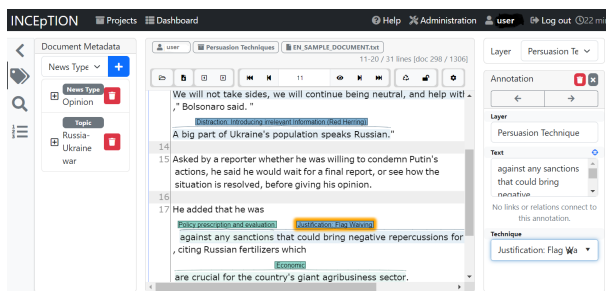 INCEpTION Projects Dashboard Help Administration user Log out 22 min
Document Metadata
News Type
News Type
Opinion
Topic
Russia-
Ukraine
war
user Persuasion Techniques EN_SAMPLE_DOCUMENT.txt
11-20 / 31 lines [doc 298 / 1306]
11
We will not take sides, we will continue being neutral, and help with
," Bolsonaro said. "
Distraction: Introducing Irrelevant Information (Red Herring)
A big part of Ukraine's population speaks Russian."
14
15 Asked by a reporter whether he was willing to condemn Putin's
actions, he said he would wait for a final report, or see how the
situation is resolved, before giving his opinion.
16
17 He added that he was
Policy prescription and evaluation Justification: Flag Waiving
against any sanctions that could bring negative repercussions for
, citing Russian fertilizers which
Economic
are crucial for the country's giant agribusiness sector.
Layer Persuasion Te
Annotation
Layer
Persuasion Technique
Text
against any sanctions
that could bring
negative
No links or relations connect to
this annotation.
Technique
Justification: Flag Wa